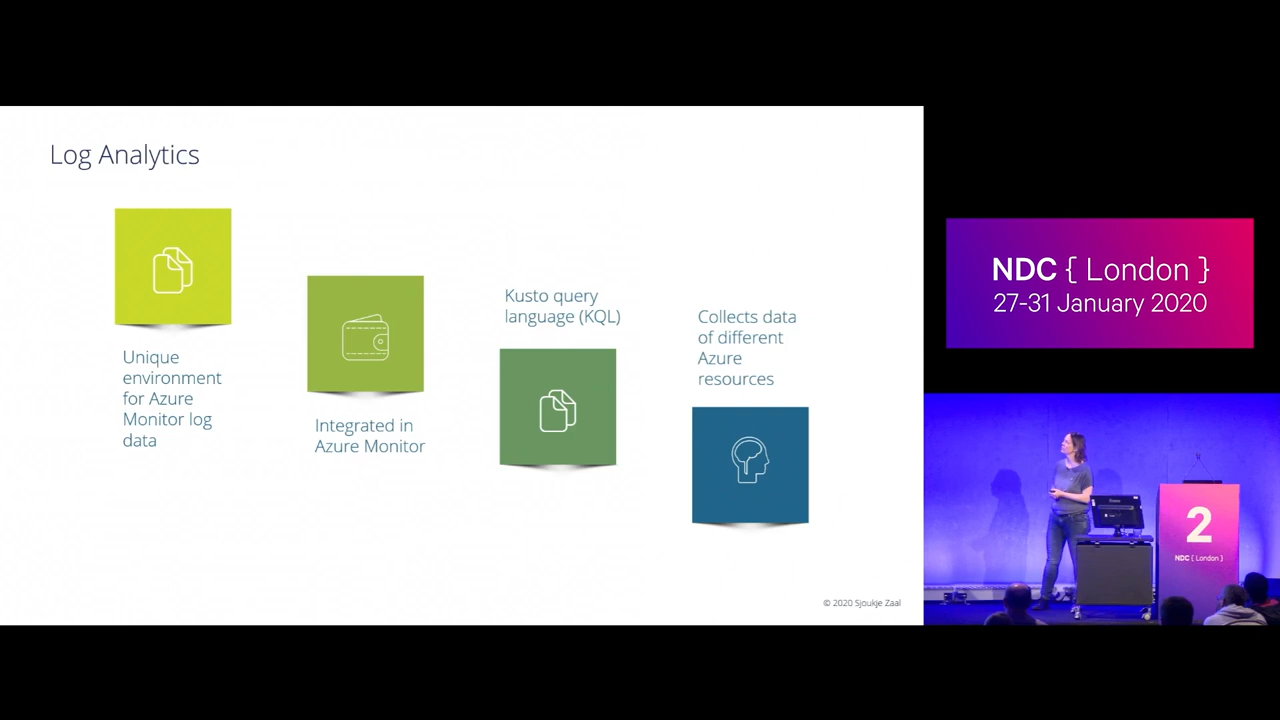 Log Analytics
Unique
environment
for Azure
Monitor log
data
Integrated in
Azure Monitor
Kusto query
language (KQL)
Collects data
of different
Azure
resources
© 2020 Sjoukje Zaal
NDC { London }
27-31 January 2020
2
NDC { London }